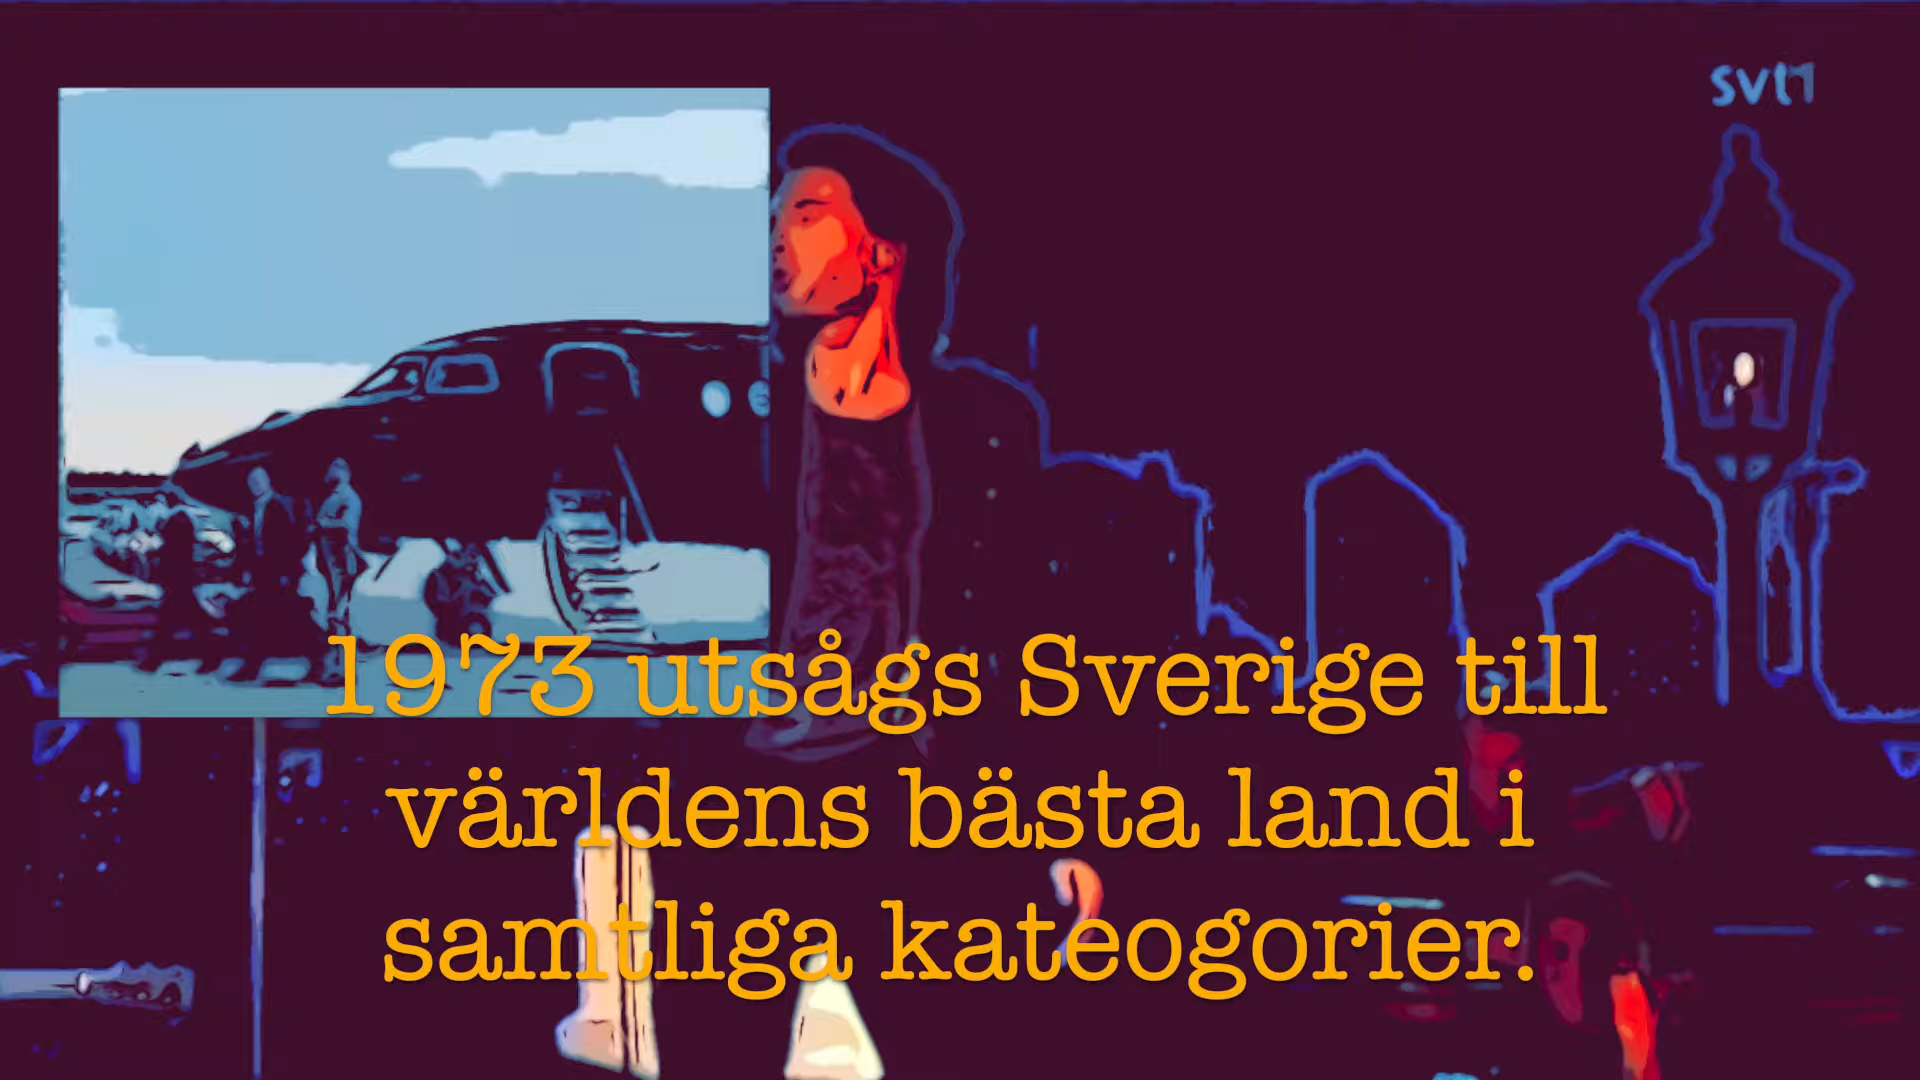 svt1
1973 utsågs Sverige till
världens bästa land i
samtliga kateogorier.